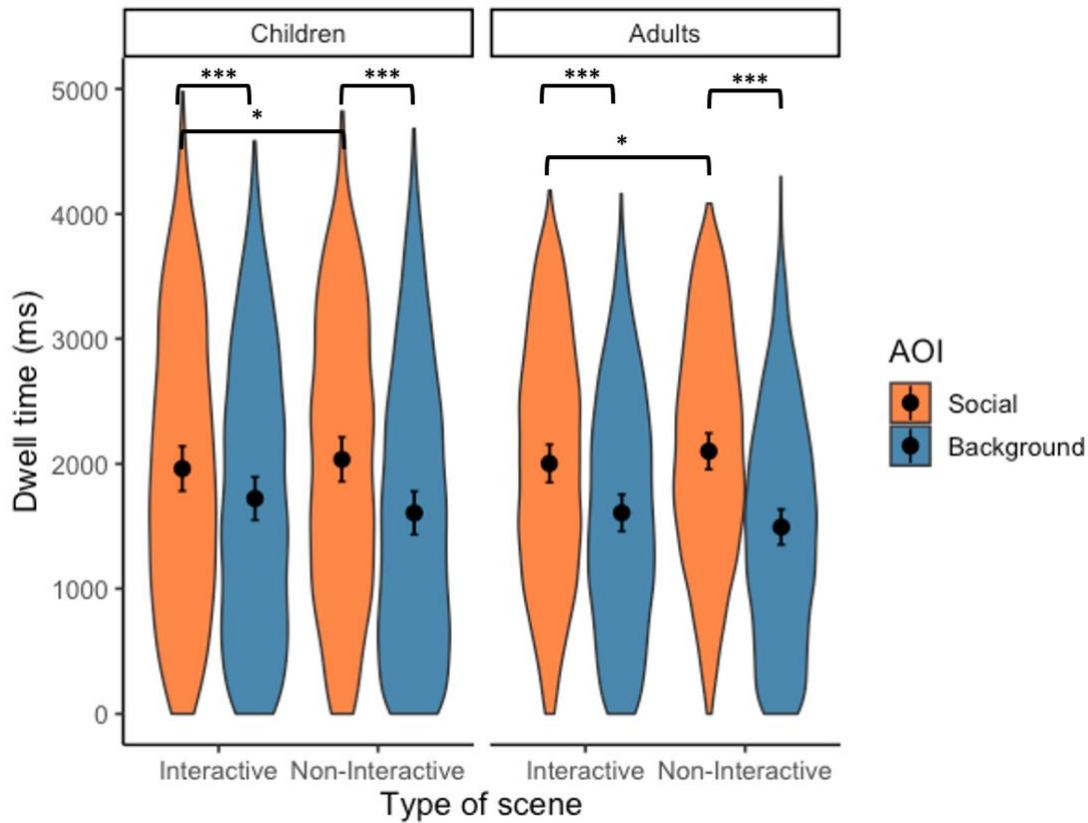 Children
Adults
***
***
***
***
*
*
5000
4000
3000
2000
1000
0
Dwell time (ms)
AOI
Social
Background
Interactive Non-Interactive
Interactive Non-Interactive
Type of scene